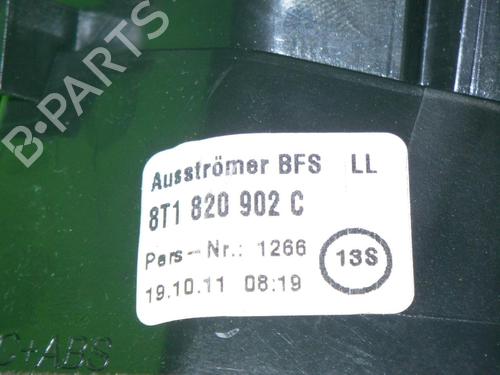 B-PARTS
Ausströmer BFS LL
8T1 820 902 C
Pers-Nr.: 1266
13S
19.10.11 08:19
C+ABS